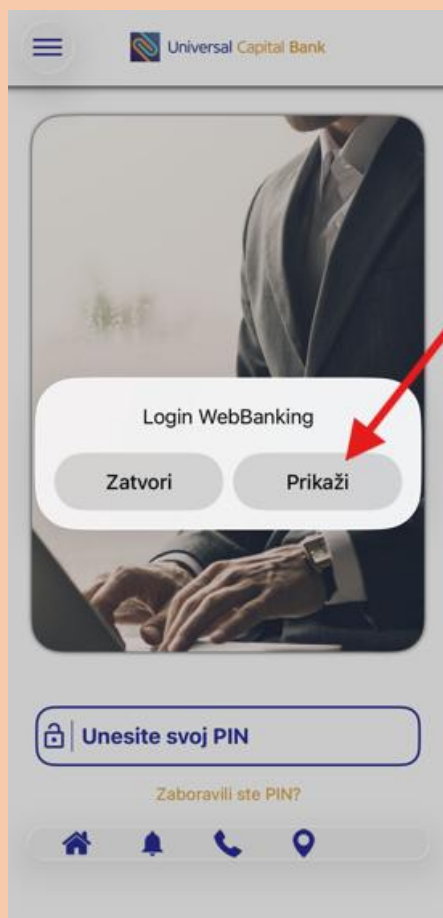 Universal Capital Bank
Login WebBanking
Zatvori Prikaži
Unesite svoj PIN
Zaboravili ste PIN?